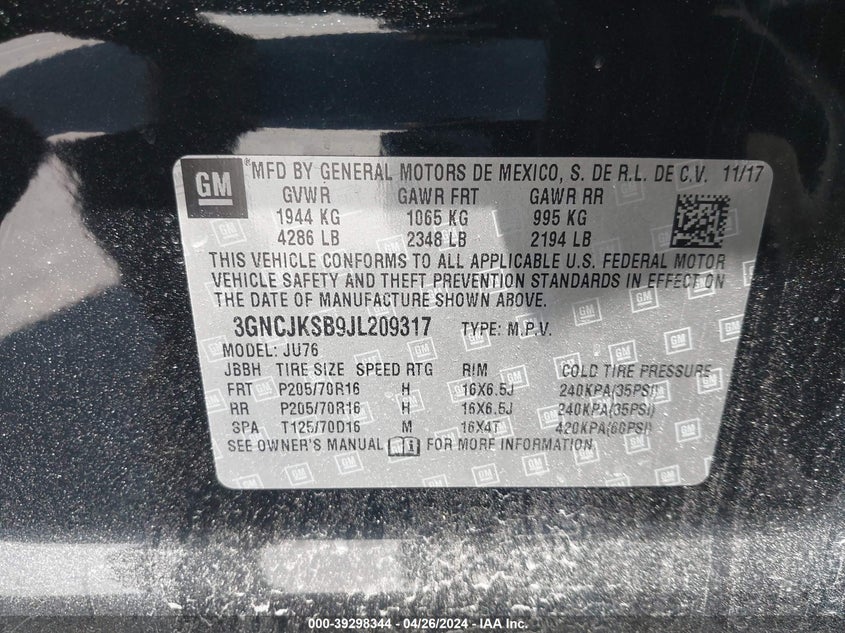 GM
®MFD BY GENERAL MOTORS DE MEXICO, S. DE R.L. DE C.V. 11/17
GVWR GAWR FRT GAWR RR
1944 KG 1065 KG 995 KG
4286 LB 2348 LB 2194 LB
THIS VEHICLE CONFORMS TO ALL APPLICABLE U.S. FEDERAL MOTOR
VEHICLE SAFETY AND THEFT PREVENTION STANDARDS IN EFFECT ON
THE DATE OF MANUFACTURE SHOWN ABOVE.
3GNCJKSB9JL209317 TYPE: M.P.V.
MODEL: JU76
JBBH TIRE SIZE SPEED RTG RIM COLD TIRE PRESSURE
FRT P205/70R16 H 16X6.5J 240KPA(35PSI)
RR P205/70R16 H 16X6.5J 240KPA(35PSI)
SPA T125/70D16 M 16X4T 420KPA(60PSI)
SEE OWNER'S MANUAL FOR MORE INFORMATION
000-39298344 / 04/26/2024 - IAA Inc.